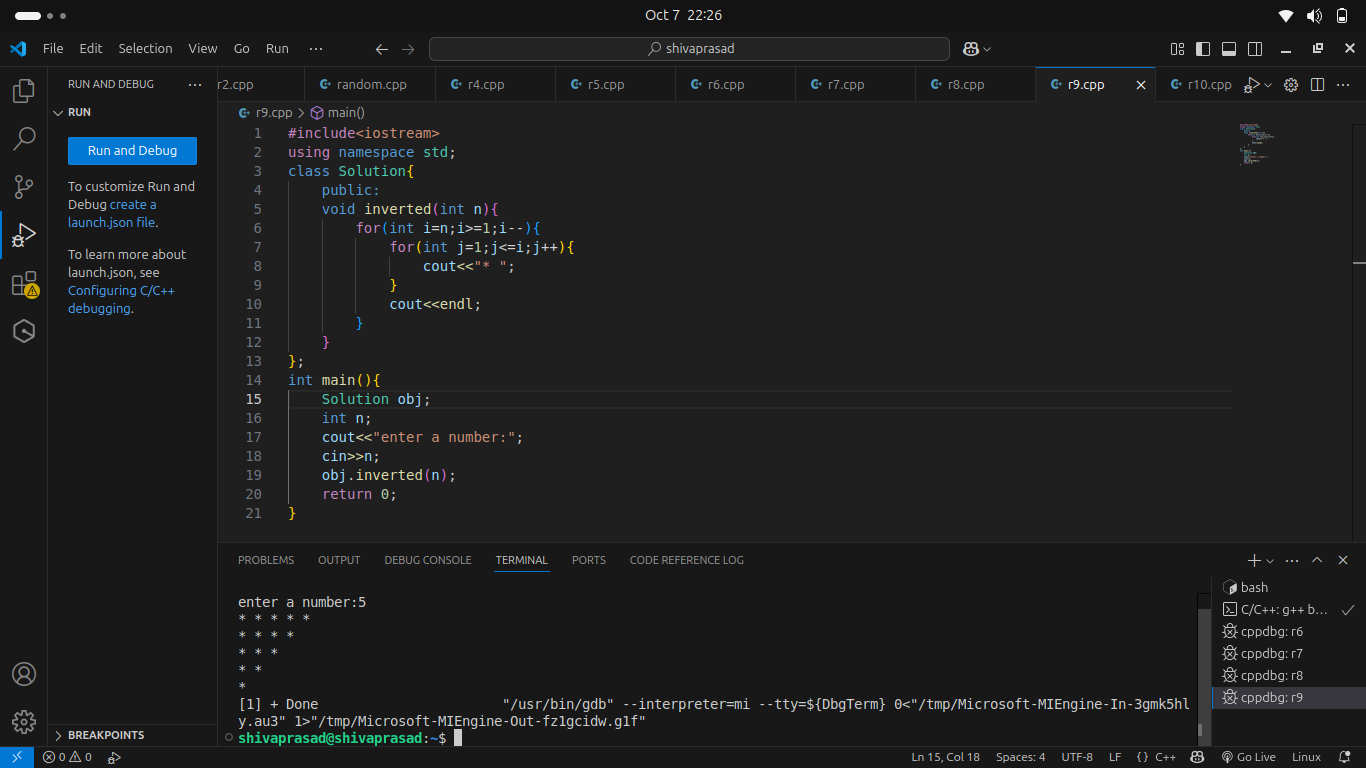 Oct 7 22:26
File Edit Selection View Go Run ··· shivaprasad
RUN AND DEBUG ···
RUN
Run and Debug
To customize Run and
Debug create a
launch.json file.
To learn more about
launch.json, see
Configuring C/C++
debugging.
BREAKPOINTS
r2.cpp random.cpp r4.cpp r5.cpp r6.cpp r7.cpp r8.cpp r9.cpp r10.cpp
r9.cpp > main()
1 #include<iostream>
2 using namespace std;
3 class Solution{
4 public:
5 void inverted(int n){
6 for(int i=n;i>=1;i--){
7 for(int j=1;j<=i;j++){
8 cout<<"* ";
9 }
10 cout<<endl;
11 }
12 }
13 };
14 int main(){
15 Solution obj;
16 int n;
17 cout<<"enter a number:";
18 cin>>n;
19 obj.inverted(n);
20 return 0;
21 }
PROBLEMS OUTPUT DEBUG CONSOLE TERMINAL PORTS CODE REFERENCE LOG
enter a number:5
* * * * *
* * * *
* * *
* *
*
[1] + Done "/usr/bin/gdb" --interpreter=mi --tty=${DbgTerm} 0<"/tmp/Microsoft-MIEngine-In-3gmk5hl
y.au3" 1>"/tmp/Microsoft-MIEngine-Out-fz1gcidw.g1f"
shivaprasad@shivaprasad:~$
bash
C/C++: g++ b...
cppdbg: r6
cppdbg: r7
cppdbg: r8
cppdbg: r9
0 0 Ln 15, Col 18 Spaces: 4 UTF-8 LF {} C++ Go Live Linux